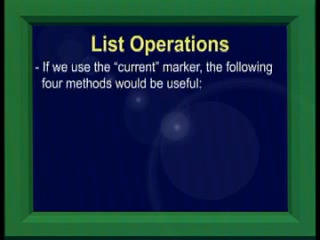 List Operations
- If we use the “current” marker, the following
four methods would be useful: